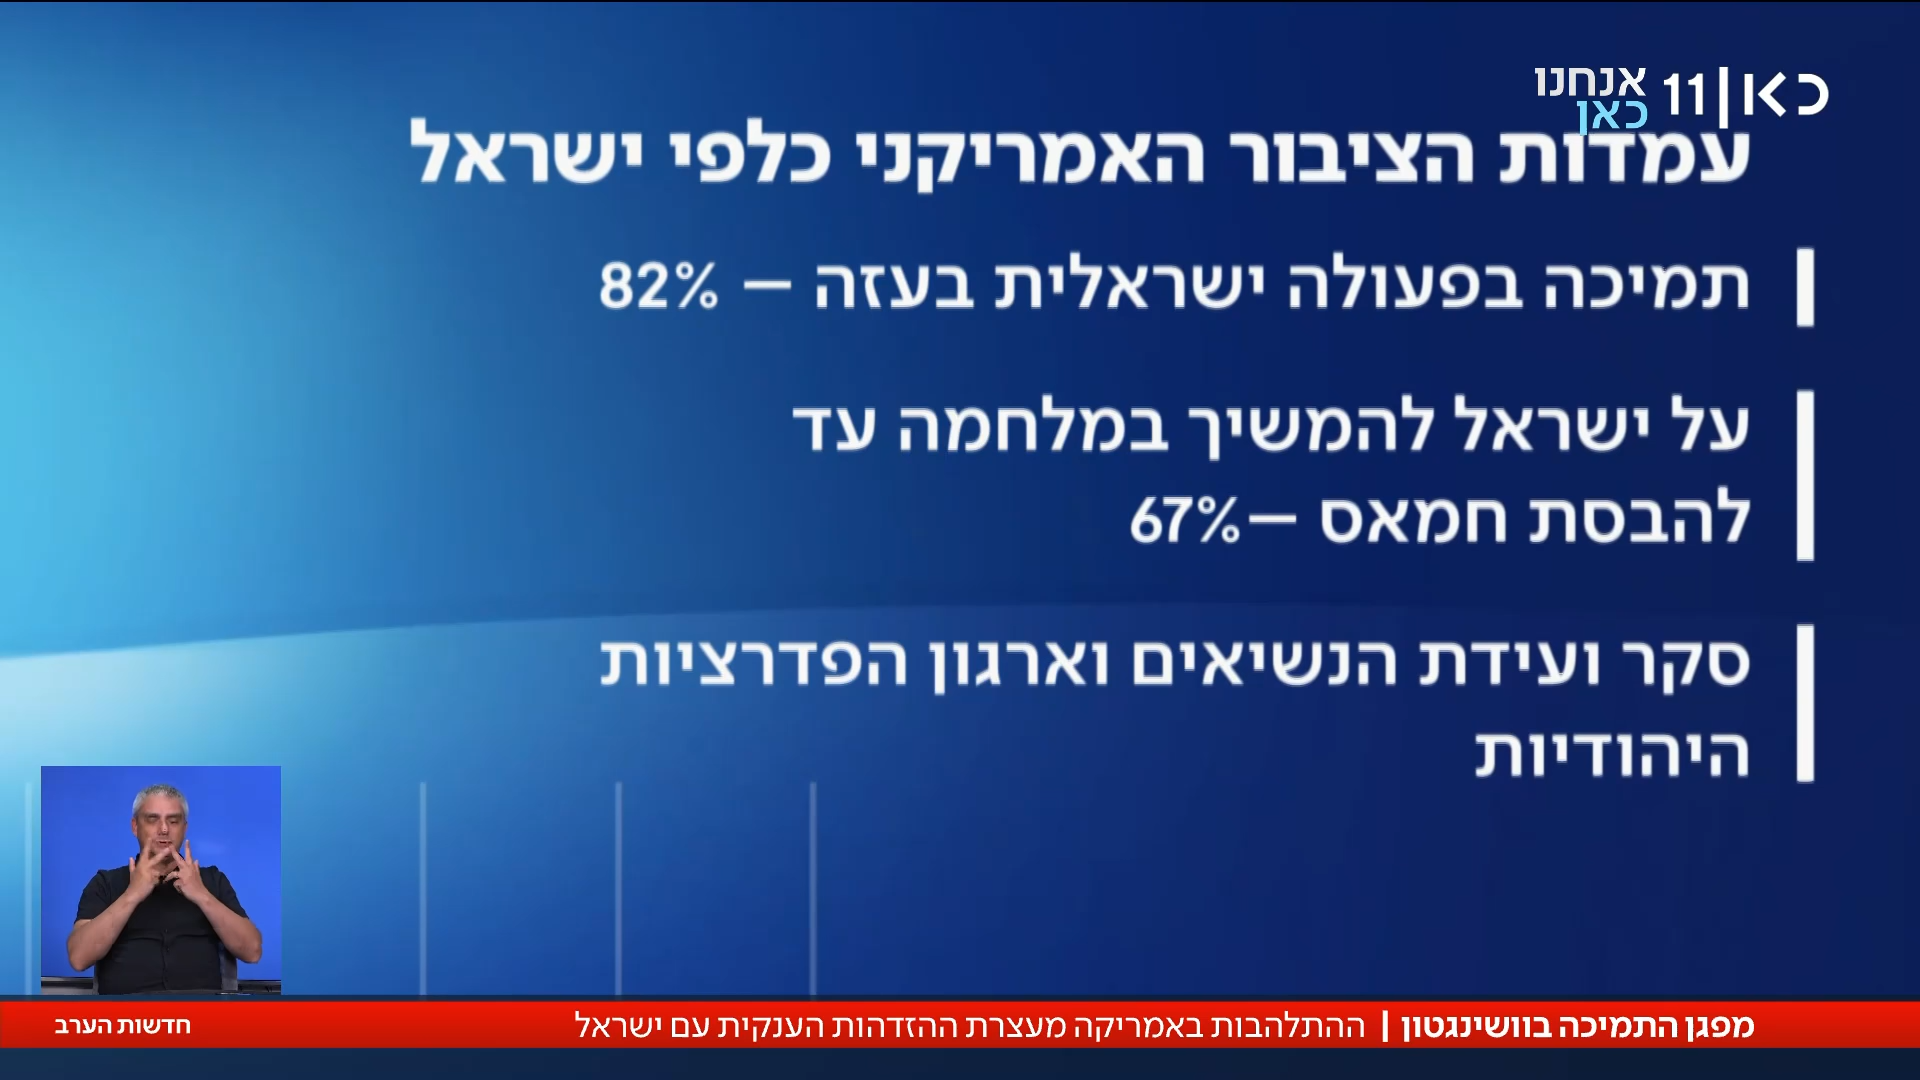 כאן|11 אנחנו
כאן
עמדות הציבור האמריקני כלפי ישראל
תמיכה בפעולה ישראלית בעזה – 82%
על ישראל להמשיך במלחמה עד
להבסת חמאס –67%
סקר ועידת הנשיאים וארגון הפדרציות
היהודיות
מפגן התמיכה בוושינגטון | ההתלהבות באמריקה מעצרת ההזדהות הענקית עם ישראל
חדשות הערב